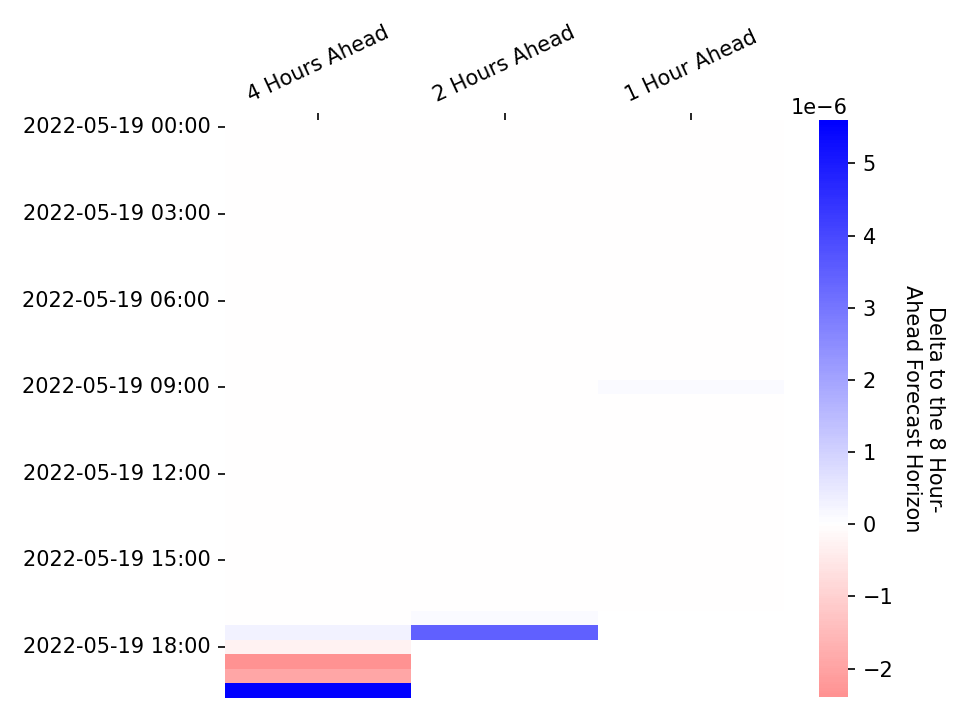 4 Hours Ahead
2 Hours Ahead
1 Hour Ahead
1e−6
2022-05-19 00:00
2022-05-19 03:00
2022-05-19 06:00
2022-05-19 09:00
2022-05-19 12:00
2022-05-19 15:00
2022-05-19 18:00
5
4
3
2
1
0
−1
−2
Delta to the 8 Hour-
Ahead Forecast Horizon